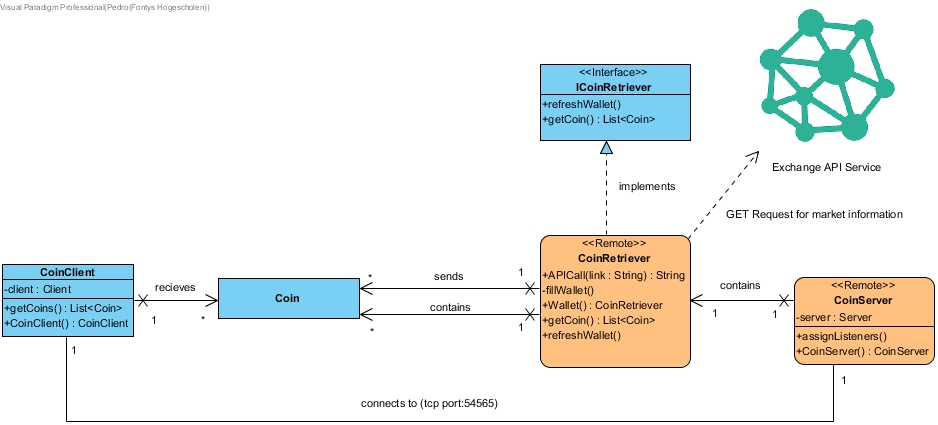 Visual Paradigm Professional(Pedro(Fontys Hogescholen))
<<Interface>>
ICoinRetriever
+refreshWallet()
+getCoin() : List<Coin>
Exchange API Service
implements
GET Request for market information
<<Remote>>
CoinRetriever
+APICall(link : String) : String
-fillWallet()
+Wallet() : CoinRetriever
+getCoin() : List<Coin>
+refreshWallet()
CoinClient
-client : Client
+getCoins() : List<Coin>
+CoinClient() : CoinClient
recieves
1
*
Coin
*
sends
1
contains
*
1
contains
1
1
<<Remote>>
CoinServer
-server : Server
+assignListeners()
+CoinServer() : CoinServer
1
1
connects to (tcp port:54565)